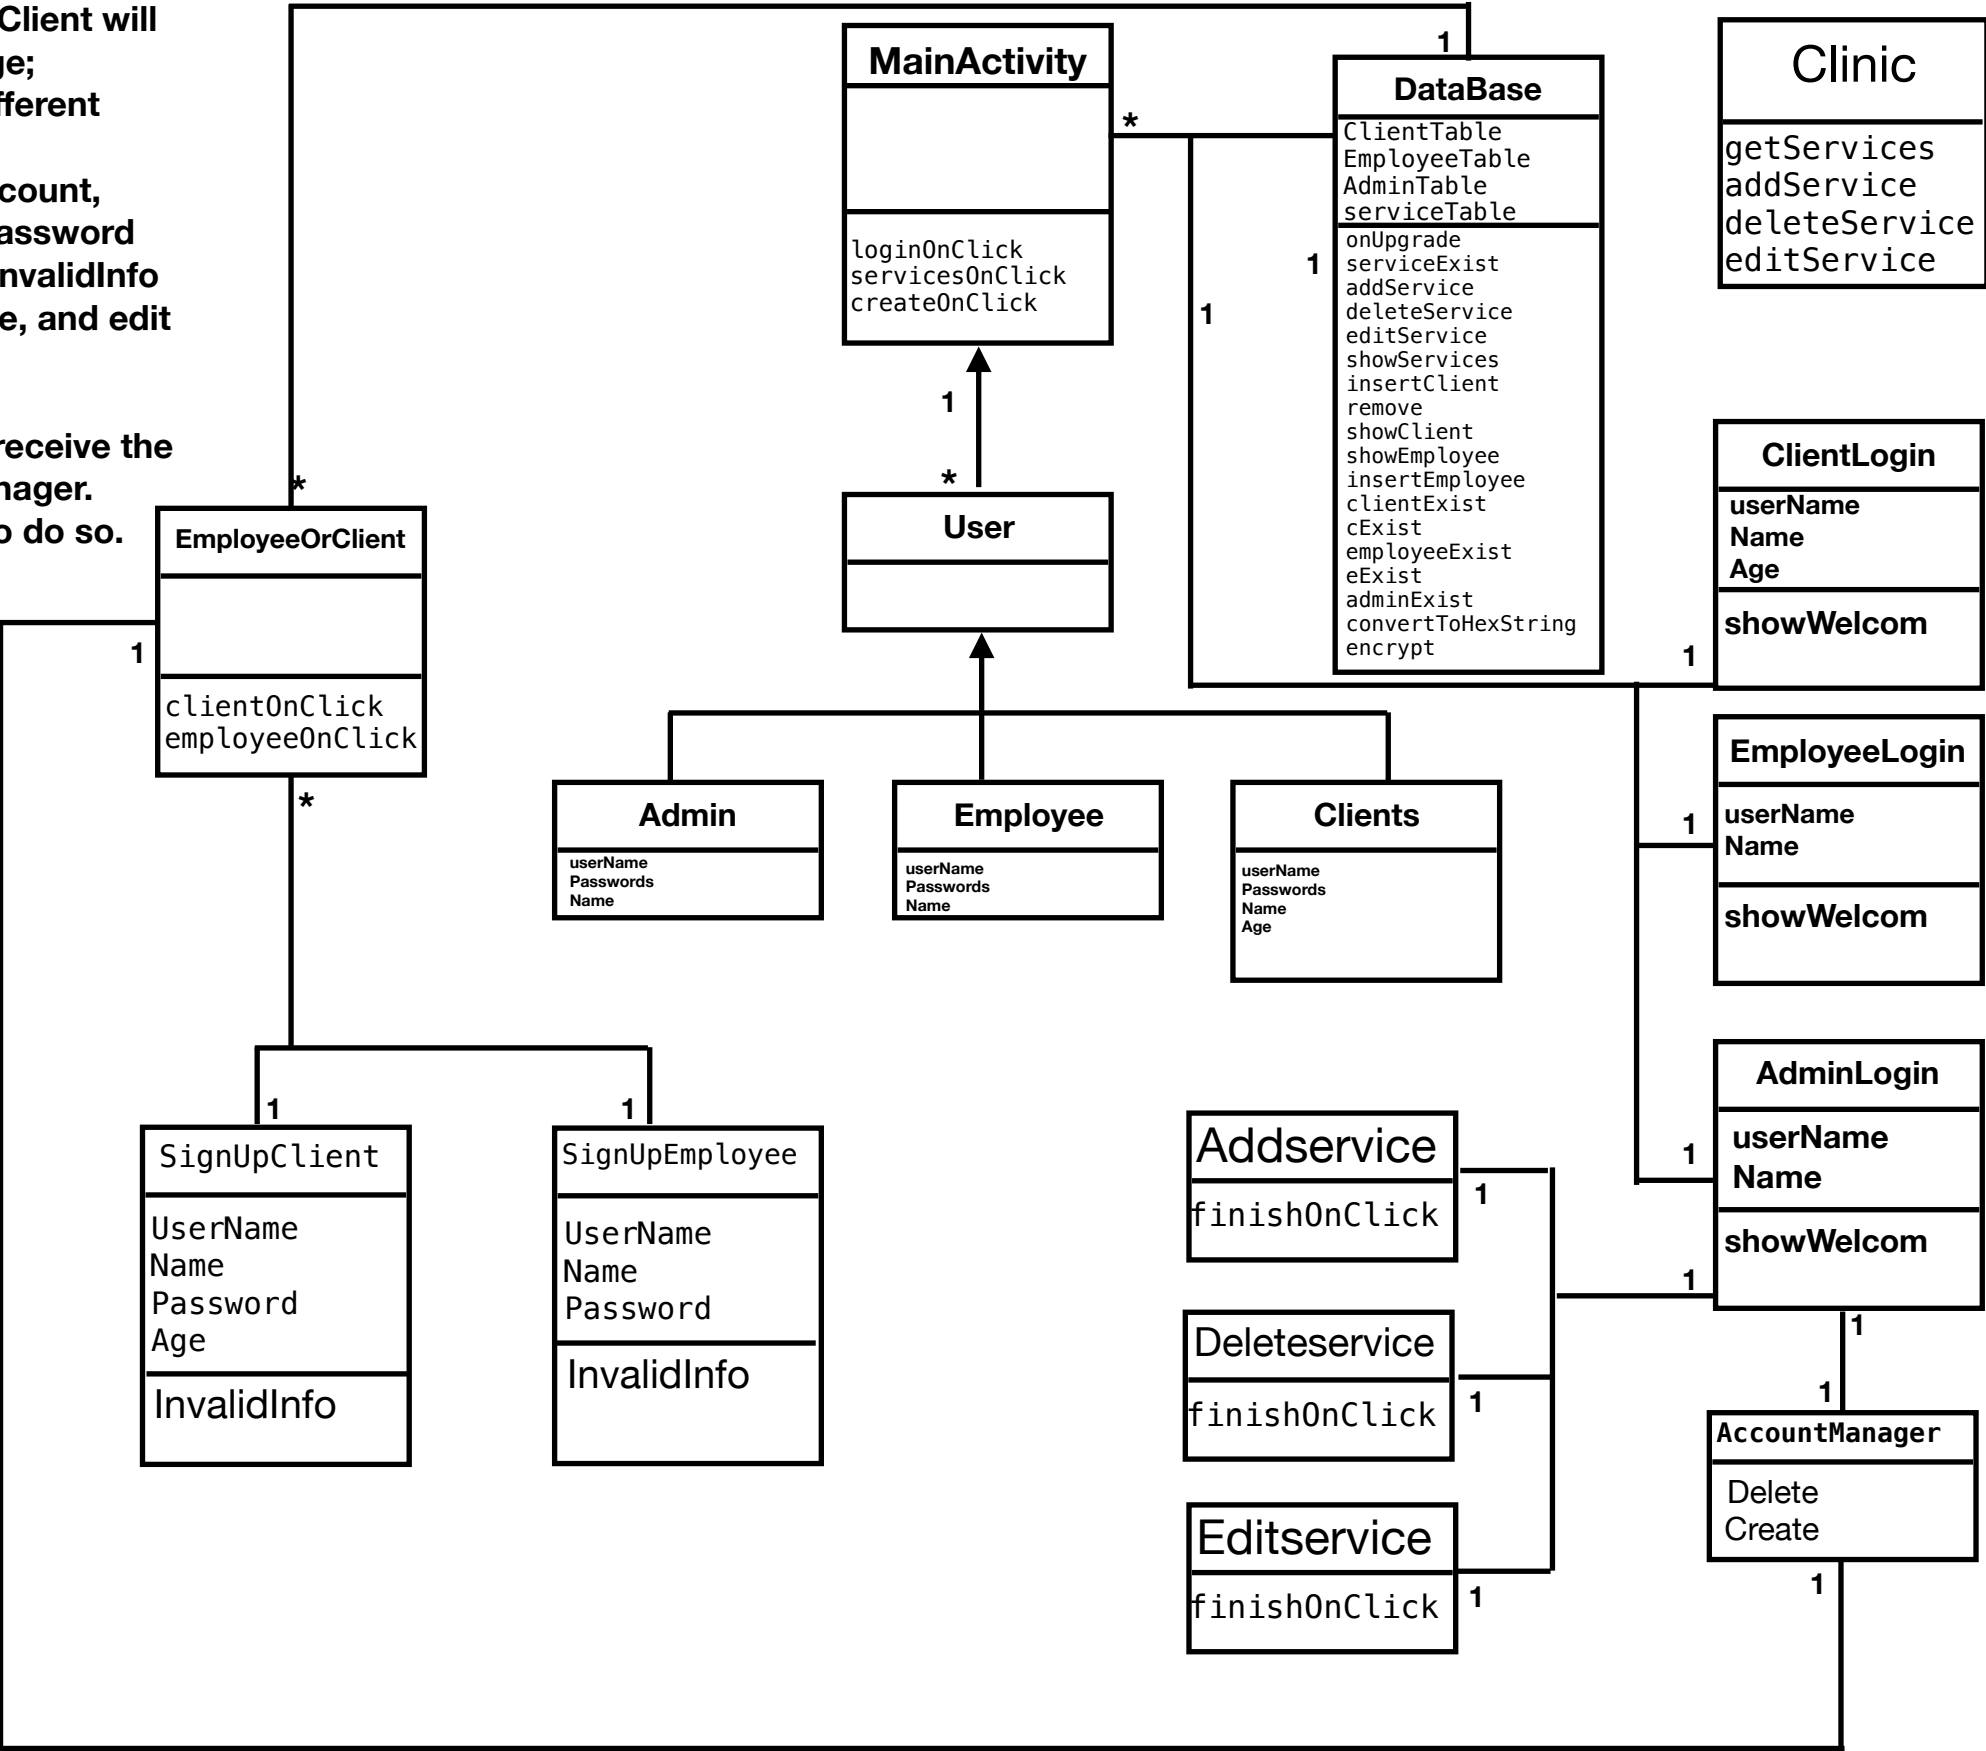 Client will
ge;
fferent
count,
assword
nvalidInfo
e, and edit
receive the
nager.
o do so.
MainActivity
loginOnClick
servicesOnClick
createOnClick
*
1
1
1
DataBase
ClientTable
EmployeeTable
AdminTable
serviceTable
onUpgrade
serviceExist
addService
deleteService
editService
showServices
insertClient
remove
showClient
showEmployee
insertEmployee
clientExist
cExist
employeeExist
eExist
adminExist
convertToHexString
encrypt
Clinic
getServices
addService
deleteService
editService
1
*
User
*
EmployeeOrClient
1
clientOnClick
employeeOnClick
*
ClientLogin
userName
Name
Age
showWelcom
1
EmployeeLogin
userName
Name
showWelcom
1
Admin
userName
Passwords
Name
Employee
userName
Passwords
Name
Clients
userName
Passwords
Name
Age
AdminLogin
userName
Name
showWelcom
1
1
1
1
SignUpClient
UserName
Name
Password
Age
InvalidInfo
1
SignUpEmployee
UserName
Name
Password
InvalidInfo
Addservice
finishOnClick
1
Deleteservice
finishOnClick
1
Editservice
finishOnClick
1
1
AccountManager
Delete
Create
1